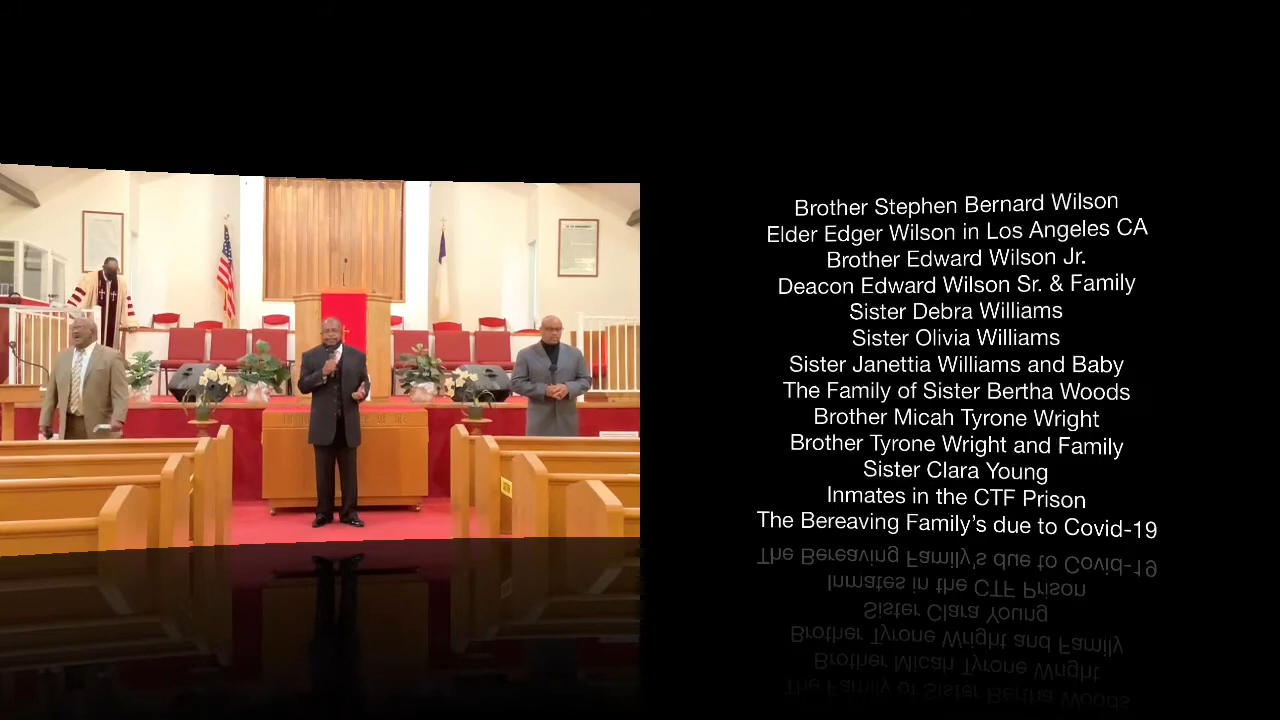 Brother Stephen Bernard Wilson
Elder Edger Wilson in Los Angeles CA
Brother Edward Wilson Jr.
Deacon Edward Wilson Sr. & Family
Sister Debra Williams
Sister Olivia Williams
Sister Janettia Williams and Baby
The Family of Sister Bertha Woods
Brother Micah Tyrone Wright
Brother Tyrone Wright and Family
Sister Clara Young
Inmates in the CTF Prison
The Bereaving Family's due to Covid-19